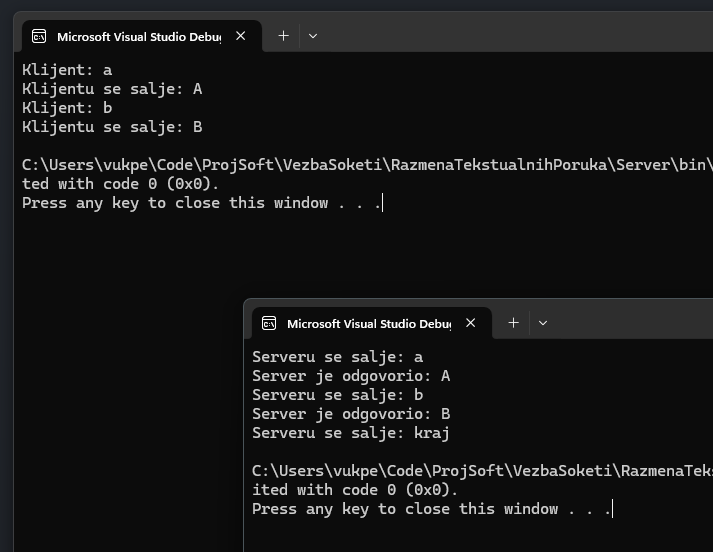 Microsoft Visual Studio Debu
Klijent: a
Klijentu se salje: A
Klijent: b
Klijentu se salje: B
C:\Users\vukpe\Code\ProjSoft\VezbaSoketi\RazmenaTekstualnihPoruka\Server\bin\
ted with code 0 (0x0).
Press any key to close this window . . .
Microsoft Visual Studio Debu
Serveru se salje: a
Server je odgovorio: A
Serveru se salje: b
Server je odgovorio: B
Serveru se salje: kraj
C:\Users\vukpe\Code\ProjSoft\VezbaSoketi\RazmenaTeks
ited with code 0 (0x0).
Press any key to close this window . . .